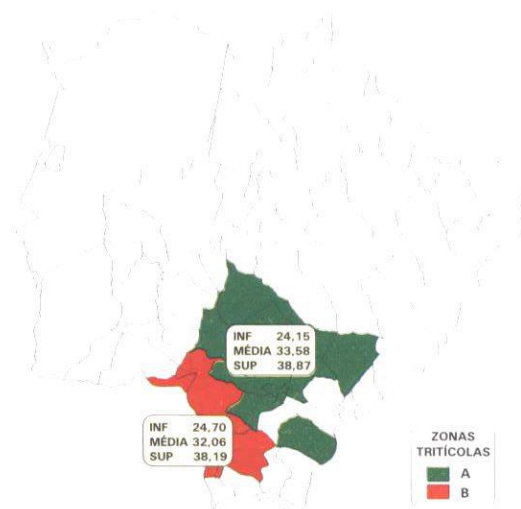 INF 24,15
MÉDIA 33,58
SUP 38,87
INF 24,70
MÉDIA 32,06
SUP 38,19
ZONAS
TRITÍCOLAS
A
B